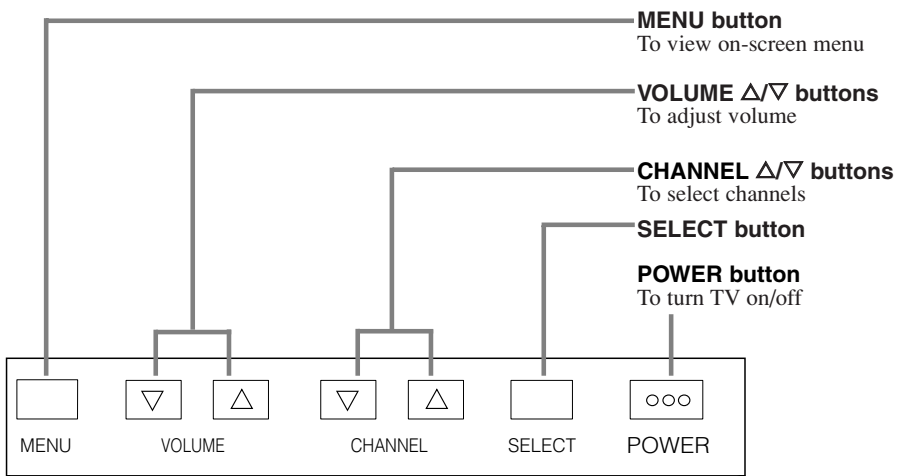 MENU button
To view on-screen menu
VOLUME △/▽ buttons
To adjust volume
CHANNEL △/▽ buttons
To select channels
SELECT button
POWER button
To turn TV on/off
MENU VOLUME CHANNEL SELECT POWER